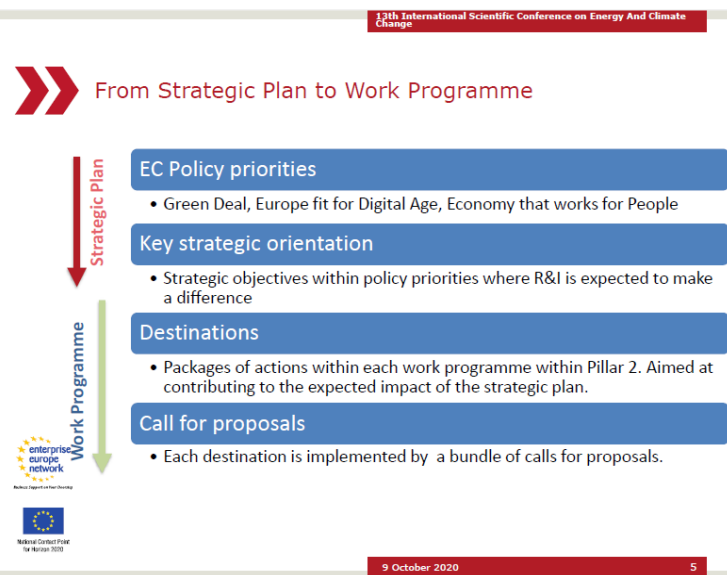 13th International Scientific Conference on Energy And Climate
Change
From Strategic Plan to Work Programme
Strategic Plan
EC Policy priorities
• Green Deal, Europe fit for Digital Age, Economy that works for People
Key strategic orientation
• Strategic objectives within policy priorities where R&I is expected to make
a difference
Work Programme
Destinations
• Packages of actions within each work programme within Pillar 2. Aimed at
contributing to the expected impact of the strategic plan.
Call for proposals
• Each destination is implemented by a bundle of calls for proposals.
enterprise
europe
network
Business Support on Your Doorstep
National Contact Point
for Horizon 2020
9 October 2020
5